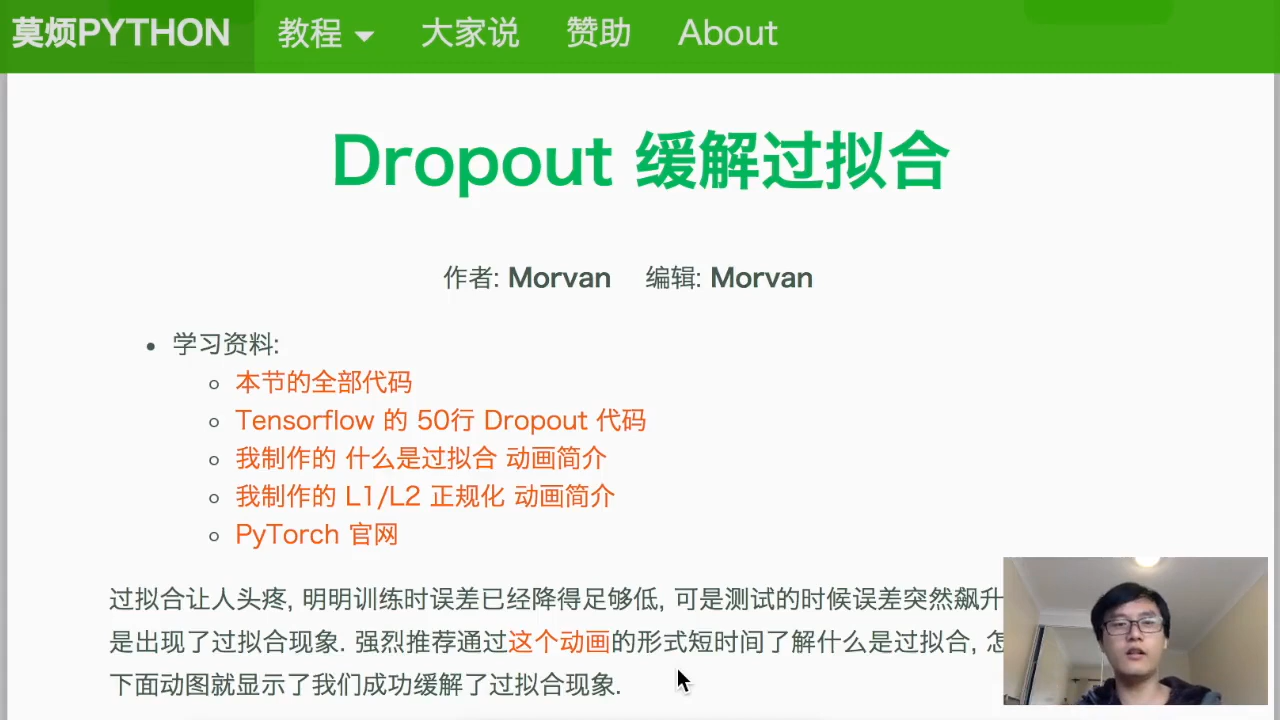 莫烦PYTHON 教程 大家说 赞助 About
Dropout 缓解过拟合
作者: Morvan 编辑: Morvan
学习资料:
本节的全部代码
Tensorflow 的 50行 Dropout 代码
我制作的 什么是过拟合 动画简介
我制作的 L1/L2 正规化 动画简介
PyTorch 官网
过拟合让人头疼, 明明训练时误差已经降得足够低, 可是测试的时候误差突然飙升
是出现了过拟合现象. 强烈推荐通过这个动画的形式短时间了解什么是过拟合, 怎
下面动图就显示了我们成功缓解了过拟合现象.